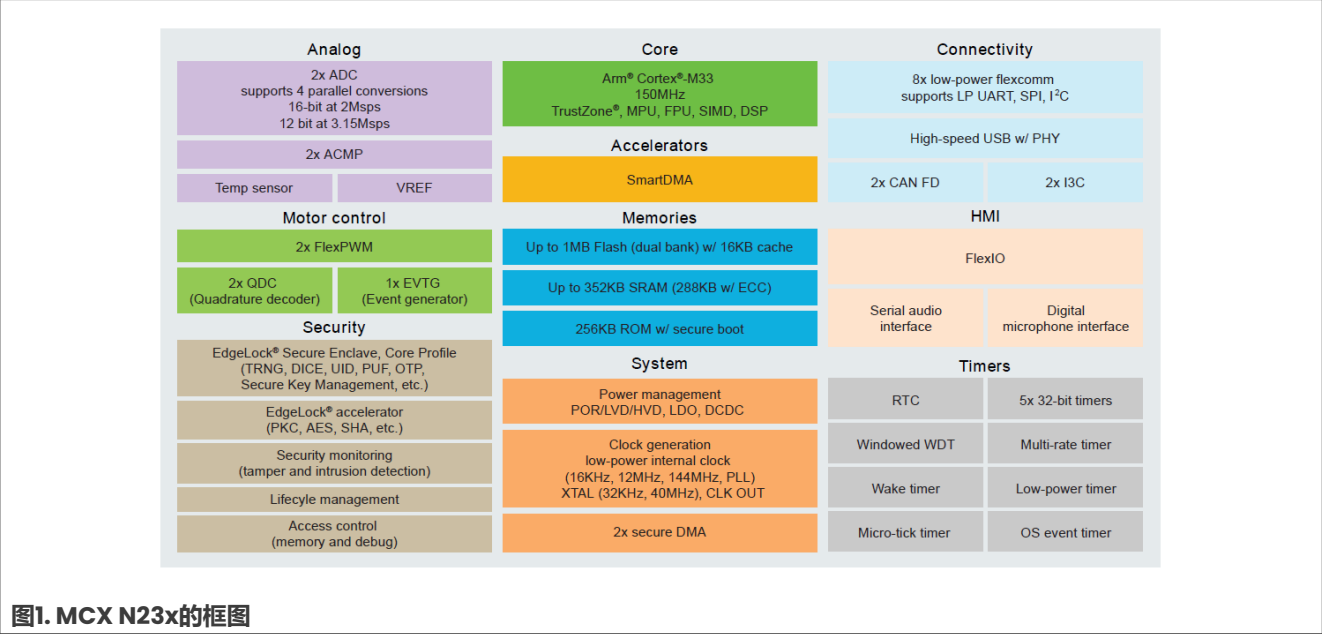 Analog
2x ADC
supports 4 parallel conversions
16-bit at 2Msps
12 bit at 3.15Msps
2x ACMP
Temp sensor
VREF
Motor control
2x FlexPWM
2x QDC
(Quadrature decoder)
1x EVTG
(Event generator)
Security
EdgeLock® Secure Enclave, Core Profile
(TRNG, DICE, UID, PUF, OTP,
Secure Key Management, etc.)
EdgeLock® accelerator
(PKC, AES, SHA, etc.)
Security monitoring
(tamper and intrusion detection)
Lifecyle management
Access control
(memory and debug)
Core
Arm® Cortex®-M33
150MHz
TrustZone®, MPU, FPU, SIMD, DSP
Accelerators
SmartDMA
Memories
Up to 1MB Flash (dual bank) w/ 16KB cache
Up to 352KB SRAM (288KB w/ ECC)
256KB ROM w/ secure boot
System
Power management
POR/LVD/HVD, LDO, DCDC
Clock generation
low-power internal clock
(16KHz, 12MHz, 144MHz, PLL)
XTAL (32KHz, 40MHz), CLK OUT
2x secure DMA
Connectivity
8x low-power flexcomm
supports LP UART, SPI, I²C
High-speed USB w/ PHY
2x CAN FD
2x I3C
HMI
FlexIO
Serial audio
interface
Digital
microphone interface
Timers
RTC
5x 32-bit timers
Windowed WDT
Multi-rate timer
Wake timer
Low-power timer
Micro-tick timer
OS event timer
图1. MCX N23x的框图